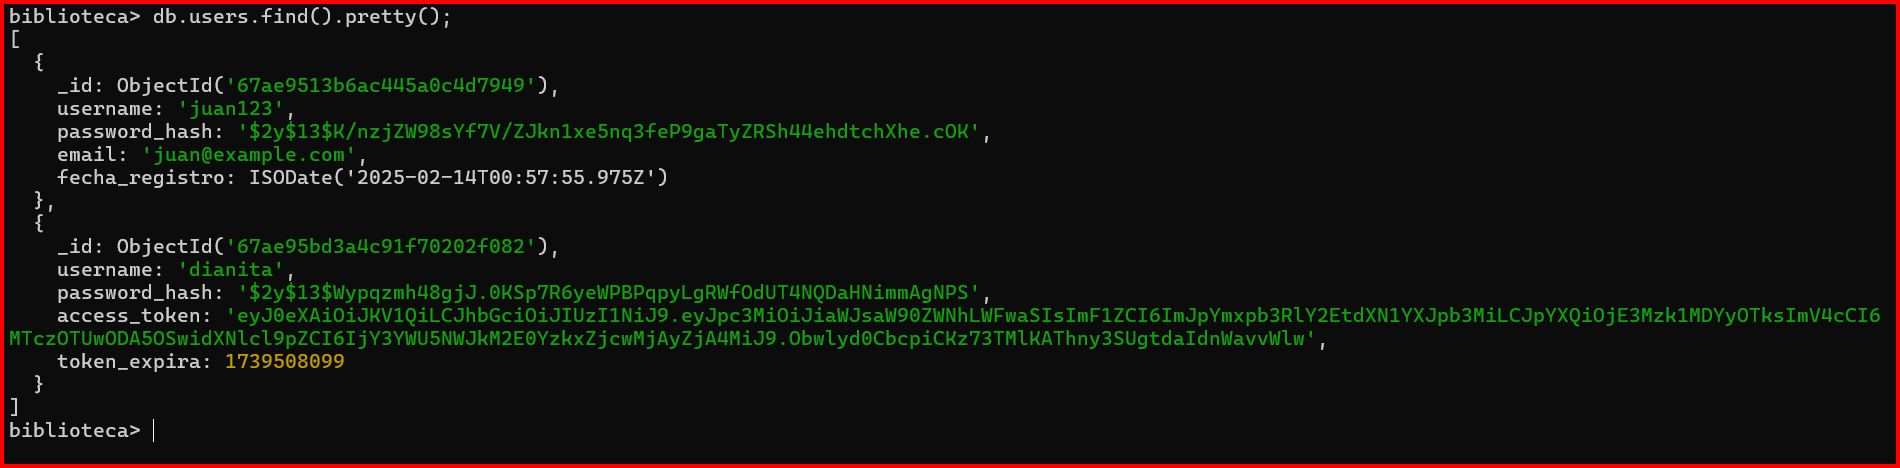 biblioteca> db.users.find().pretty();
[
  {
    _id: ObjectId('67ae9513b6ac445a0c4d7949'),
    username: 'juan123',
    password_hash: '$2y$13$K/nzjZW98sYf7V/ZJkn1xe5nq3feP9gaTyZRSh44ehdtchXhe.cOK',
    email: 'juan@example.com',
    fecha_registro: ISODate('2025-02-14T00:57:55.975Z')
  },
  {
    _id: ObjectId('67ae95bd3a4c91f70202f082'),
    username: 'dianita',
    password_hash: '$2y$13$Wypqzmh48gjJ.0KSp7R6yeWPBPqpyLgRWfOdUT4NQDaHNimmAgNPS',
    access_token: 'eyJ0eXAiOiJKV1QiLCJhbGciOiJIUzI1NiJ9.eyJpc3MiOiJiaWJsaW90ZWNhLWFwaSIsImF1ZCI6ImJpYmxpb3RlY2EtdXN1YXJpb3MiLCJpYXQiOjE3Mzk1MDYyOTksImV4cCI6
MTczOTUwODA5OSwidXNlcl9pZCI6IjY3YWU5NWJkM2E0YzkxZjcwMjAyZjA4MiJ9.Obwlyd0CbcpiCKz73TMlKAThny3SUgtdaIdnWavvWlw',
    token_expira: 1739508099
  }
]
biblioteca>